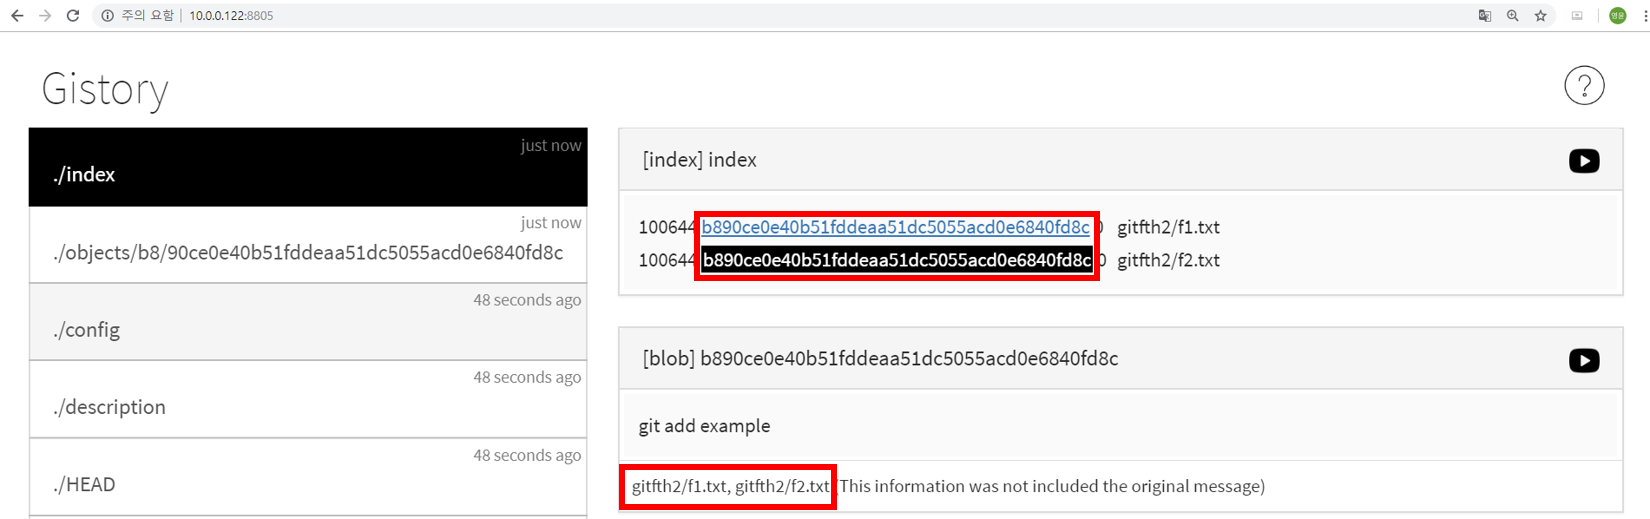 주의 요함 | 10.0.0.122:8805
영윤
Gistory
?
just now
./index
just now
./objects/b8/90ce0e40b51fddeaa51dc5055acd0e6840fd8c
48 seconds ago
./config
48 seconds ago
./description
48 seconds ago
./HEAD
[index] index
100644 b890ce0e40b51fddeaa51dc5055acd0e6840fd8c 0 gitfth2/f1.txt
100644 b890ce0e40b51fddeaa51dc5055acd0e6840fd8c 0 gitfth2/f2.txt
[blob] b890ce0e40b51fddeaa51dc5055acd0e6840fd8c
git add example
gitfth2/f1.txt, gitfth2/f2.txt (This information was not included the original message)